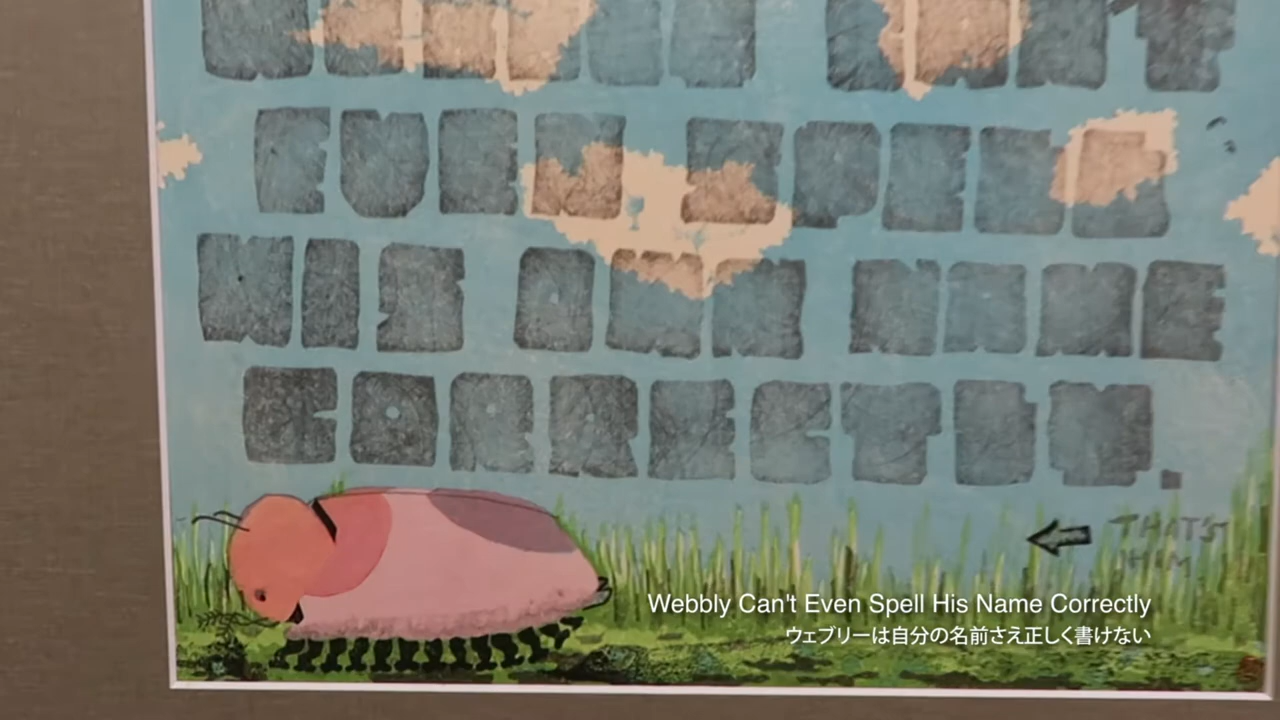 EVEN SPELL
HIS OWN NAME
CORRECTLY.
THAT'S
HIM
Webbly Can't Even Spell His Name Correctly
ウェブリーは自分の名前さえ正しく書けない